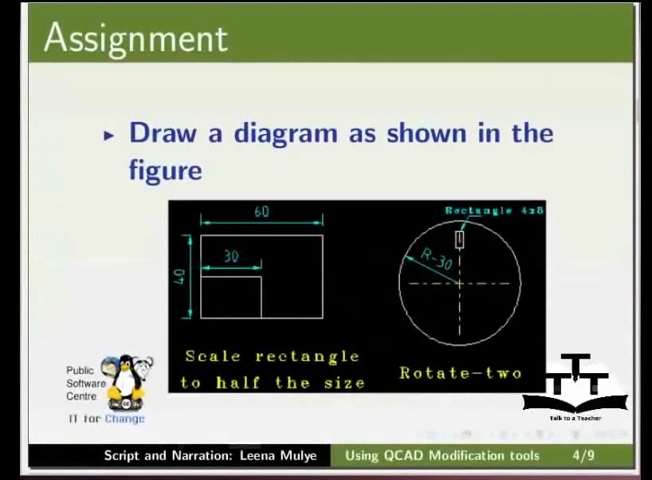 Assignment
▸ Draw a diagram as shown in the
figure
60
30
40
Rectangle 4x8
R-30
Scale rectangle
to half the size
Rotate-two
Public
Software
Centre
IT for Change
TTT
Talk to a Teacher
Script and Narration: Leena Mulye
Using QCAD Modification tools
4/9